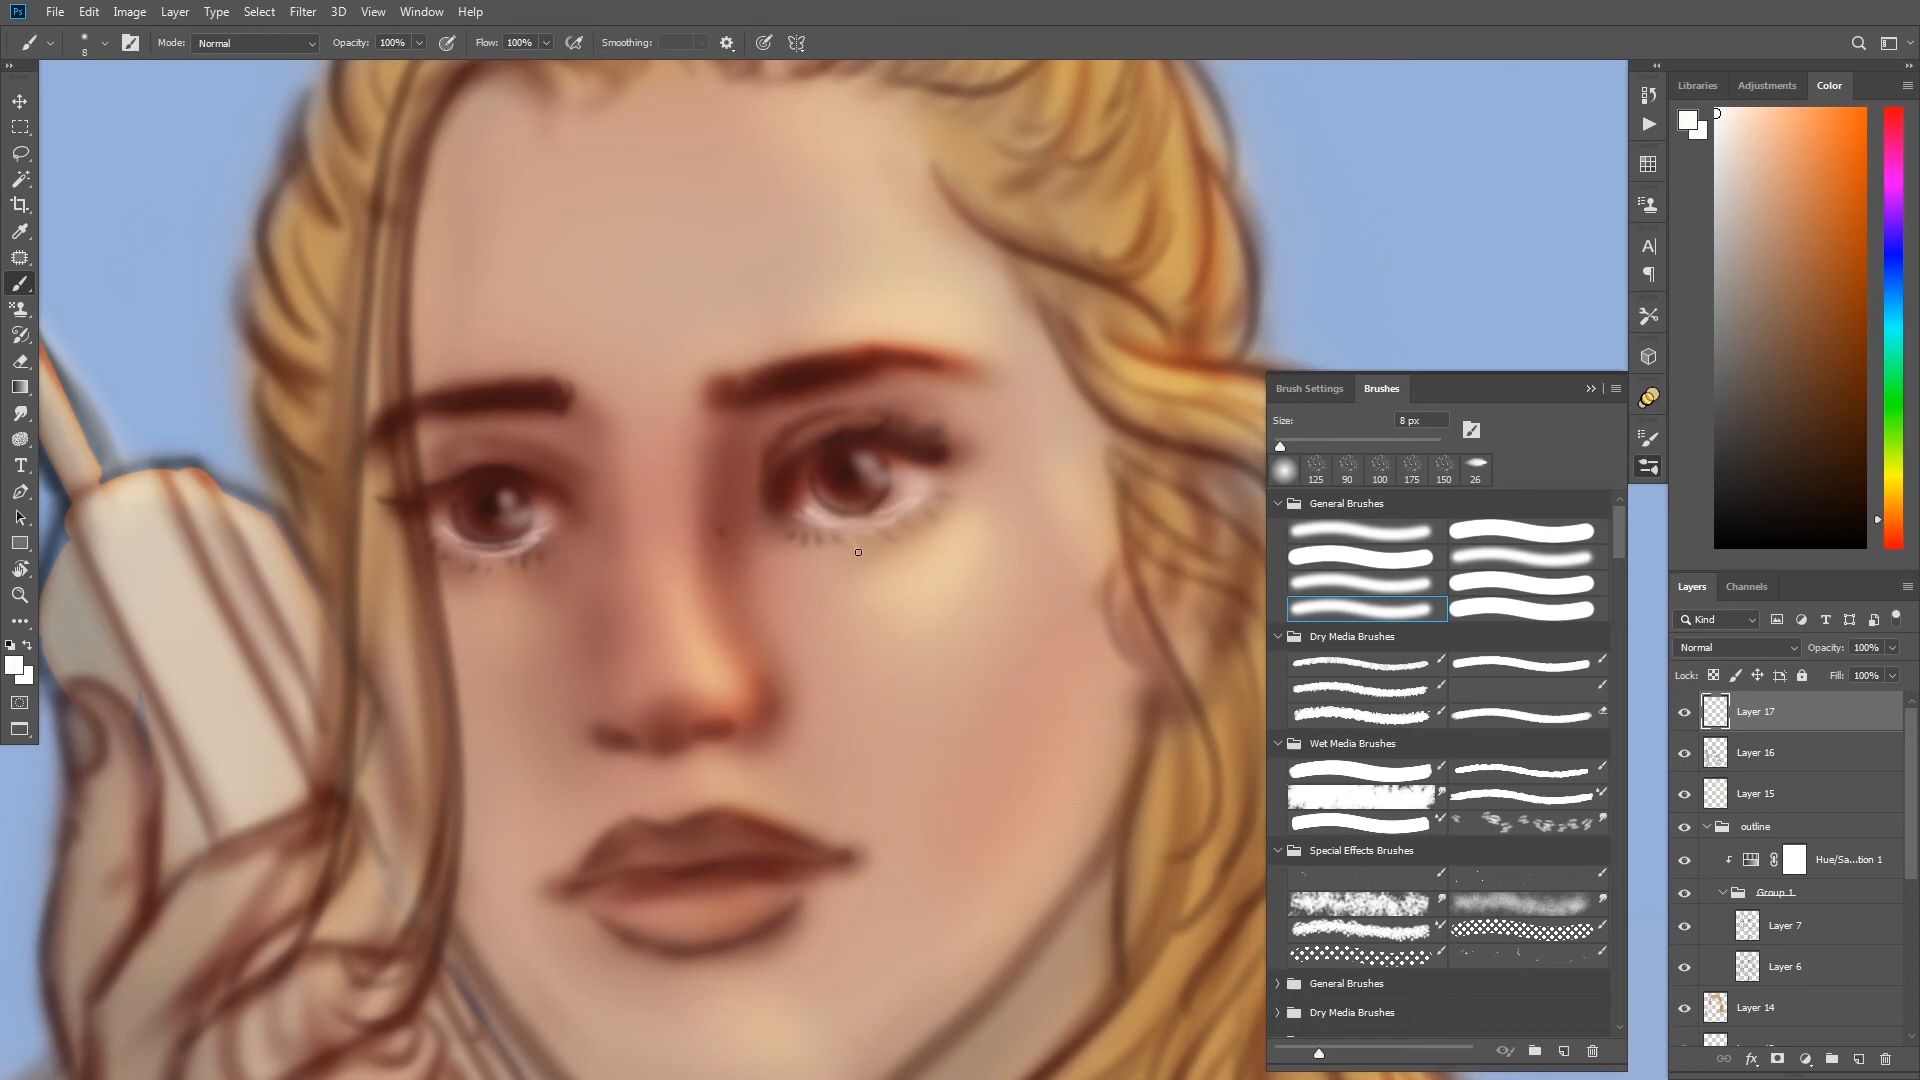 Ps File Edit Image Layer Type Select Filter 3D View Window Help
8 Mode: Normal Opacity: 100% Flow: 100% Smoothing:
Libraries Adjustments Color
Brush Settings Brushes
Size: 8 px
125 90 100 175 150 26
General Brushes
Dry Media Brushes
Wet Media Brushes
Special Effects Brushes
General Brushes
Dry Media Brushes
Layers Channels
Kind
Normal Opacity: 100%
Lock: Fill: 100%
Layer 17
Layer 16
Layer 15
outline
Hue/Sa...tion 1
Group 1
Layer 7
Layer 6
Layer 14